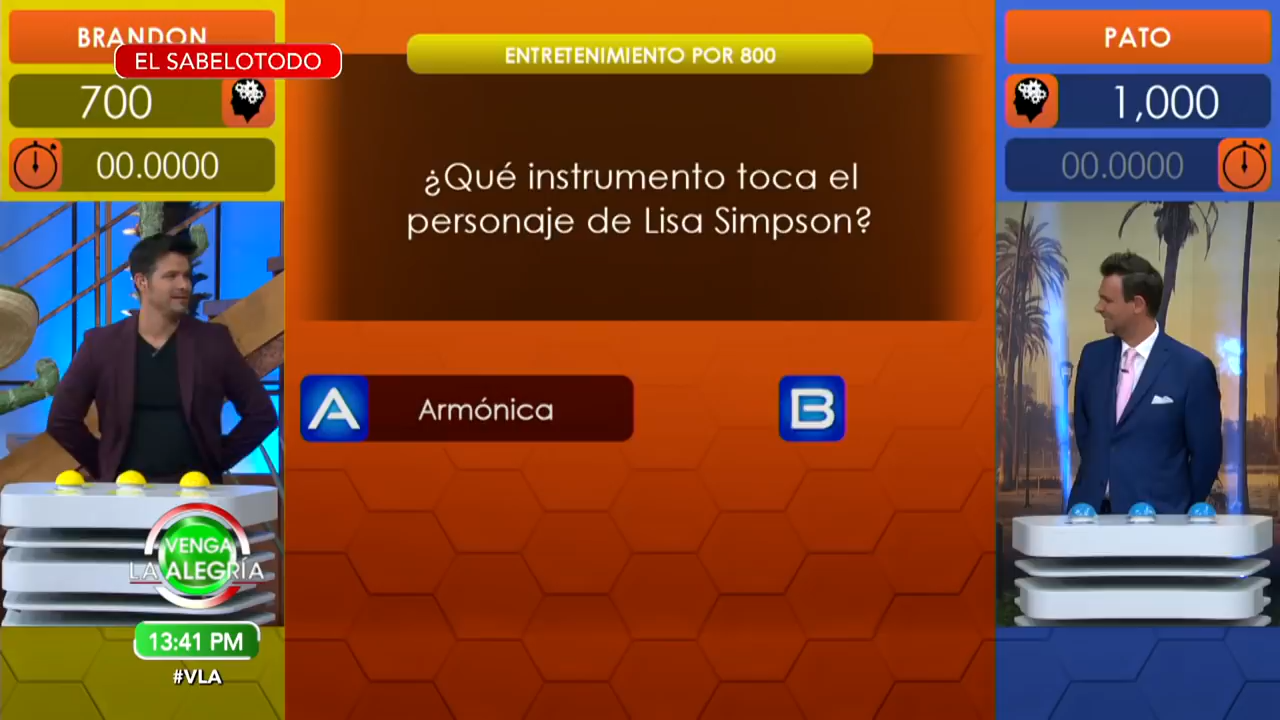 BRANDON
EL SABELOTODO
700
00.0000
ENTRETENIMIENTO POR 800
¿Qué instrumento toca el
personaje de Lisa Simpson?
A Armónica
B
PATO
1,000
00.0000
VENGA
LA ALEGRÍA
13:41 PM
#VLA